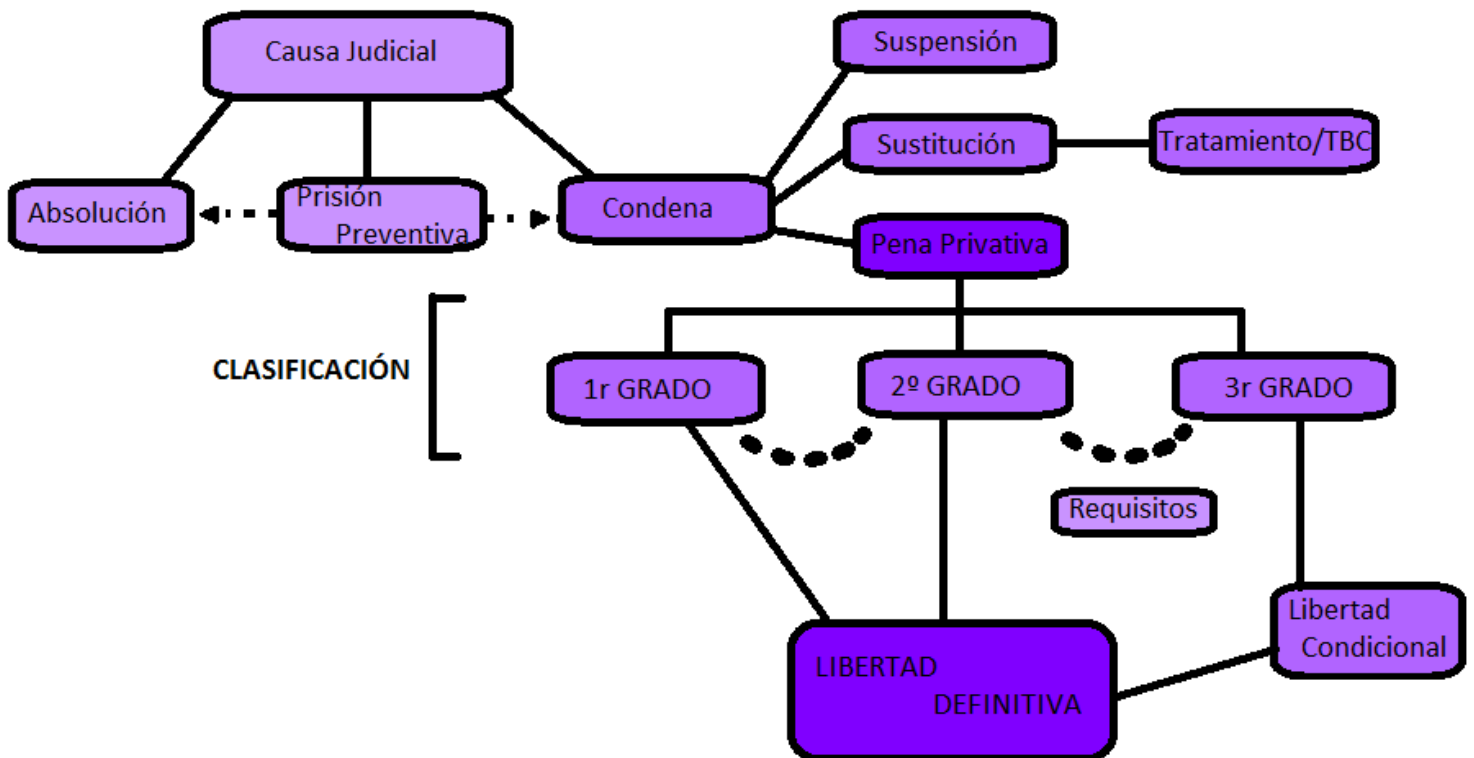 Causa Judicial
Suspensión
Sustitución
Tratamiento/TBC
Absolución
Prisión
Preventiva
Condena
Pena Privativa
CLASIFICACIÓN
1r GRADO
2º GRADO
3r GRADO
Requisitos
Libertad
Condicional
LIBERTAD
DEFINITIVA